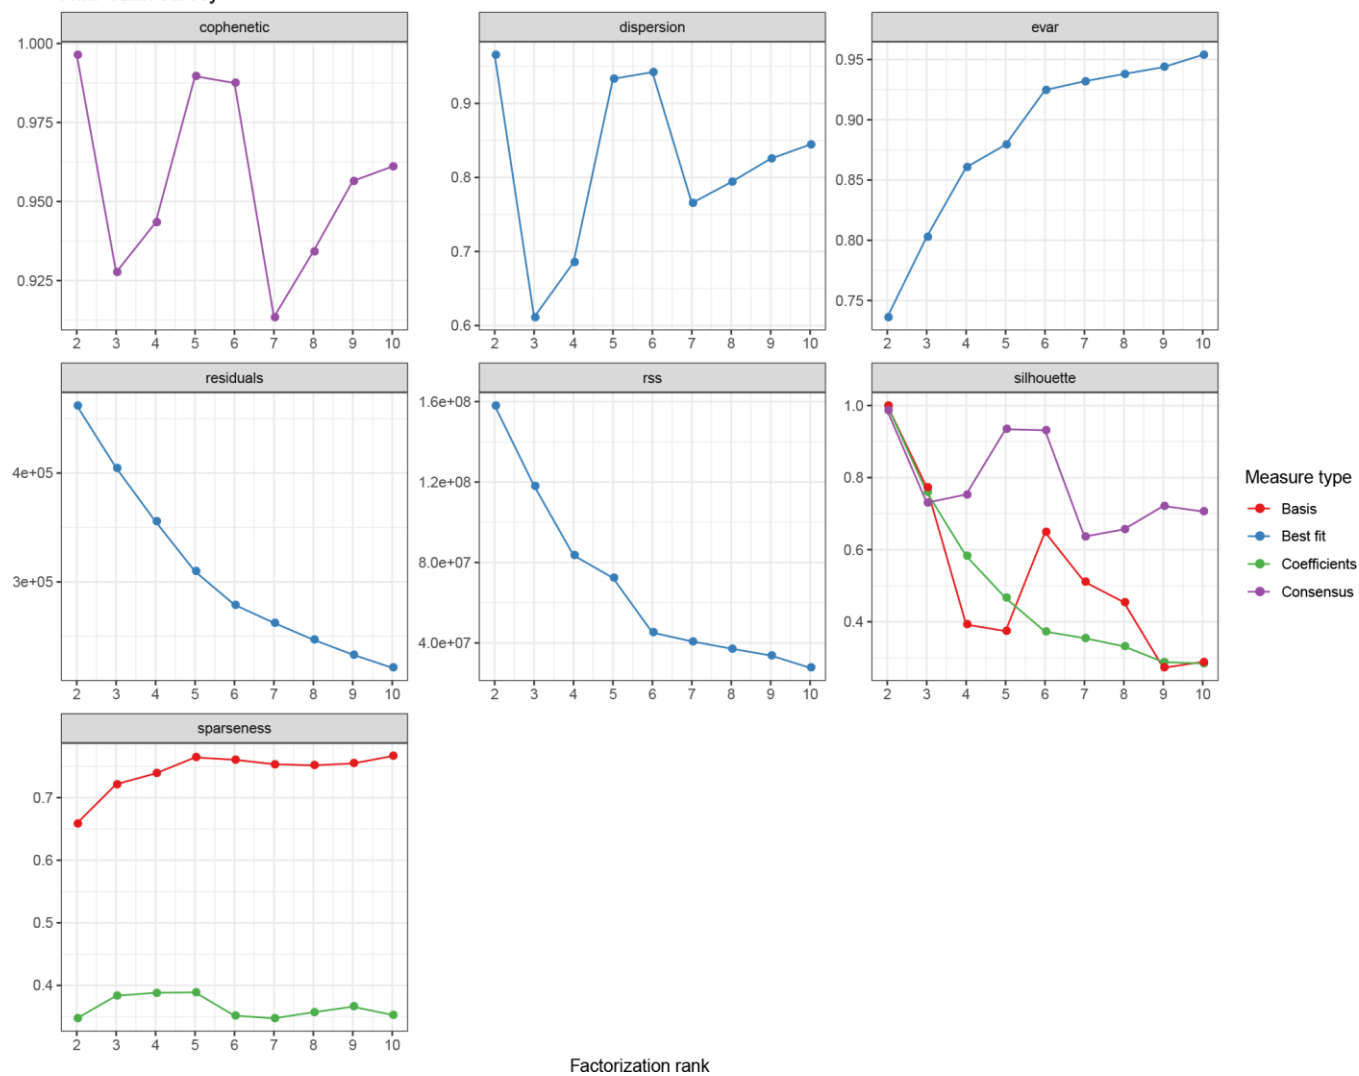 cophenetic
dispersion
evar
1.000
0.975
0.950
0.925
2 3 4 5 6 7 8 9 10
0.9
0.8
0.7
0.6
2 3 4 5 6 7 8 9 10
0.95
0.90
0.85
0.80
0.75
2 3 4 5 6 7 8 9 10
residuals
rss
silhouette
4e+05
3e+05
2 3 4 5 6 7 8 9 10
1.6e+08
1.2e+08
8.0e+07
4.0e+07
2 3 4 5 6 7 8 9 10
1.0
0.8
0.6
0.4
2 3 4 5 6 7 8 9 10
Measure type
Basis
Best fit
Coefficients
Consensus
sparseness
0.7
0.6
0.5
0.4
2 3 4 5 6 7 8 9 10
Factorization rank